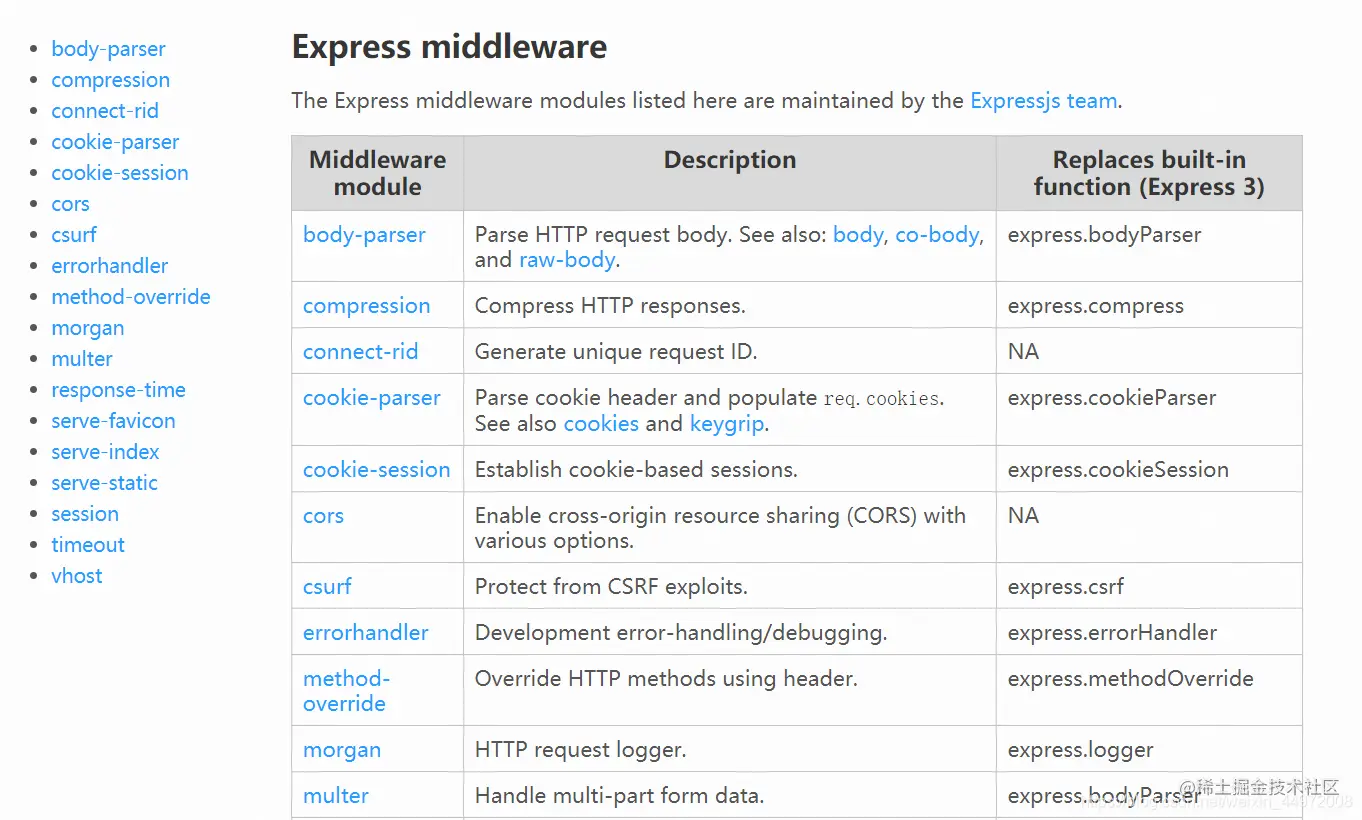 body-parser
compression
connect-rid
cookie-parser
cookie-session
cors
csurf
errorhandler
method-override
morgan
multer
response-time
serve-favicon
serve-index
serve-static
session
timeout
vhost
Express middleware
The Express middleware modules listed here are maintained by the Expressjs team.
Middleware module
Description
Replaces built-in function (Express 3)
body-parser
Parse HTTP request body. See also: body, co-body,
and raw-body.
express.bodyParser
compression
Compress HTTP responses.
express.compress
connect-rid
Generate unique request ID.
NA
cookie-parser
Parse cookie header and populate req.cookies.
See also cookies and keygrip.
express.cookieParser
cookie-session
Establish cookie-based sessions.
express.cookieSession
cors
Enable cross-origin resource sharing (CORS) with
various options.
NA
csurf
Protect from CSRF exploits.
express.csrf
errorhandler
Development error-handling/debugging.
express.errorHandler
method-
override
Override HTTP methods using header.
express.methodOverride
morgan
HTTP request logger.
express.logger
multer
Handle multi-part form data.
express.bodyParser
@稀土掘金技术社区